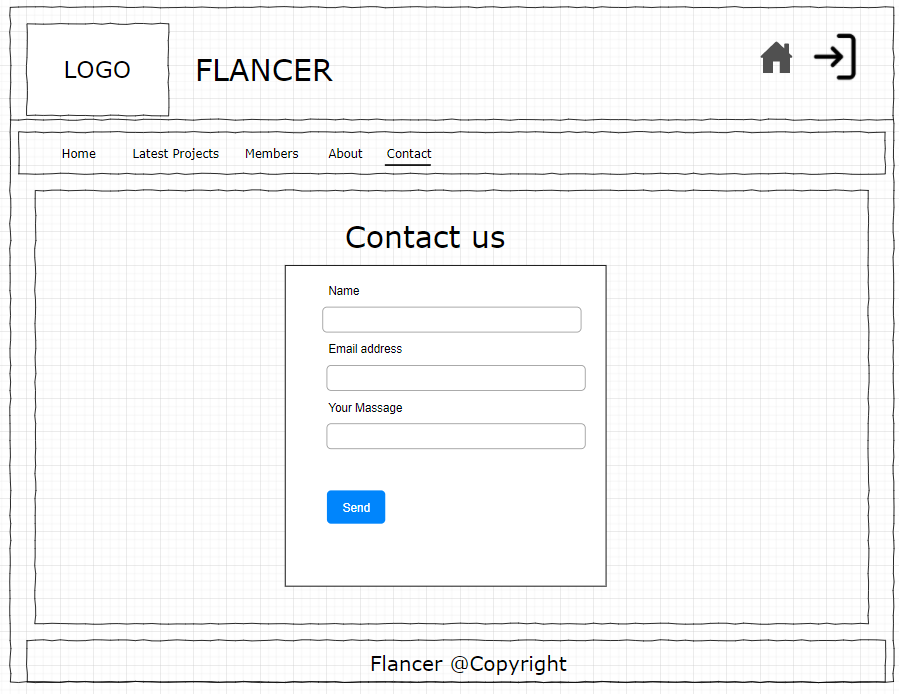 LOGO
FLANCER
Home Latest Projects Members About Contact
Contact us
Name
Email address
Your Massage
Send
Flancer @Copyright